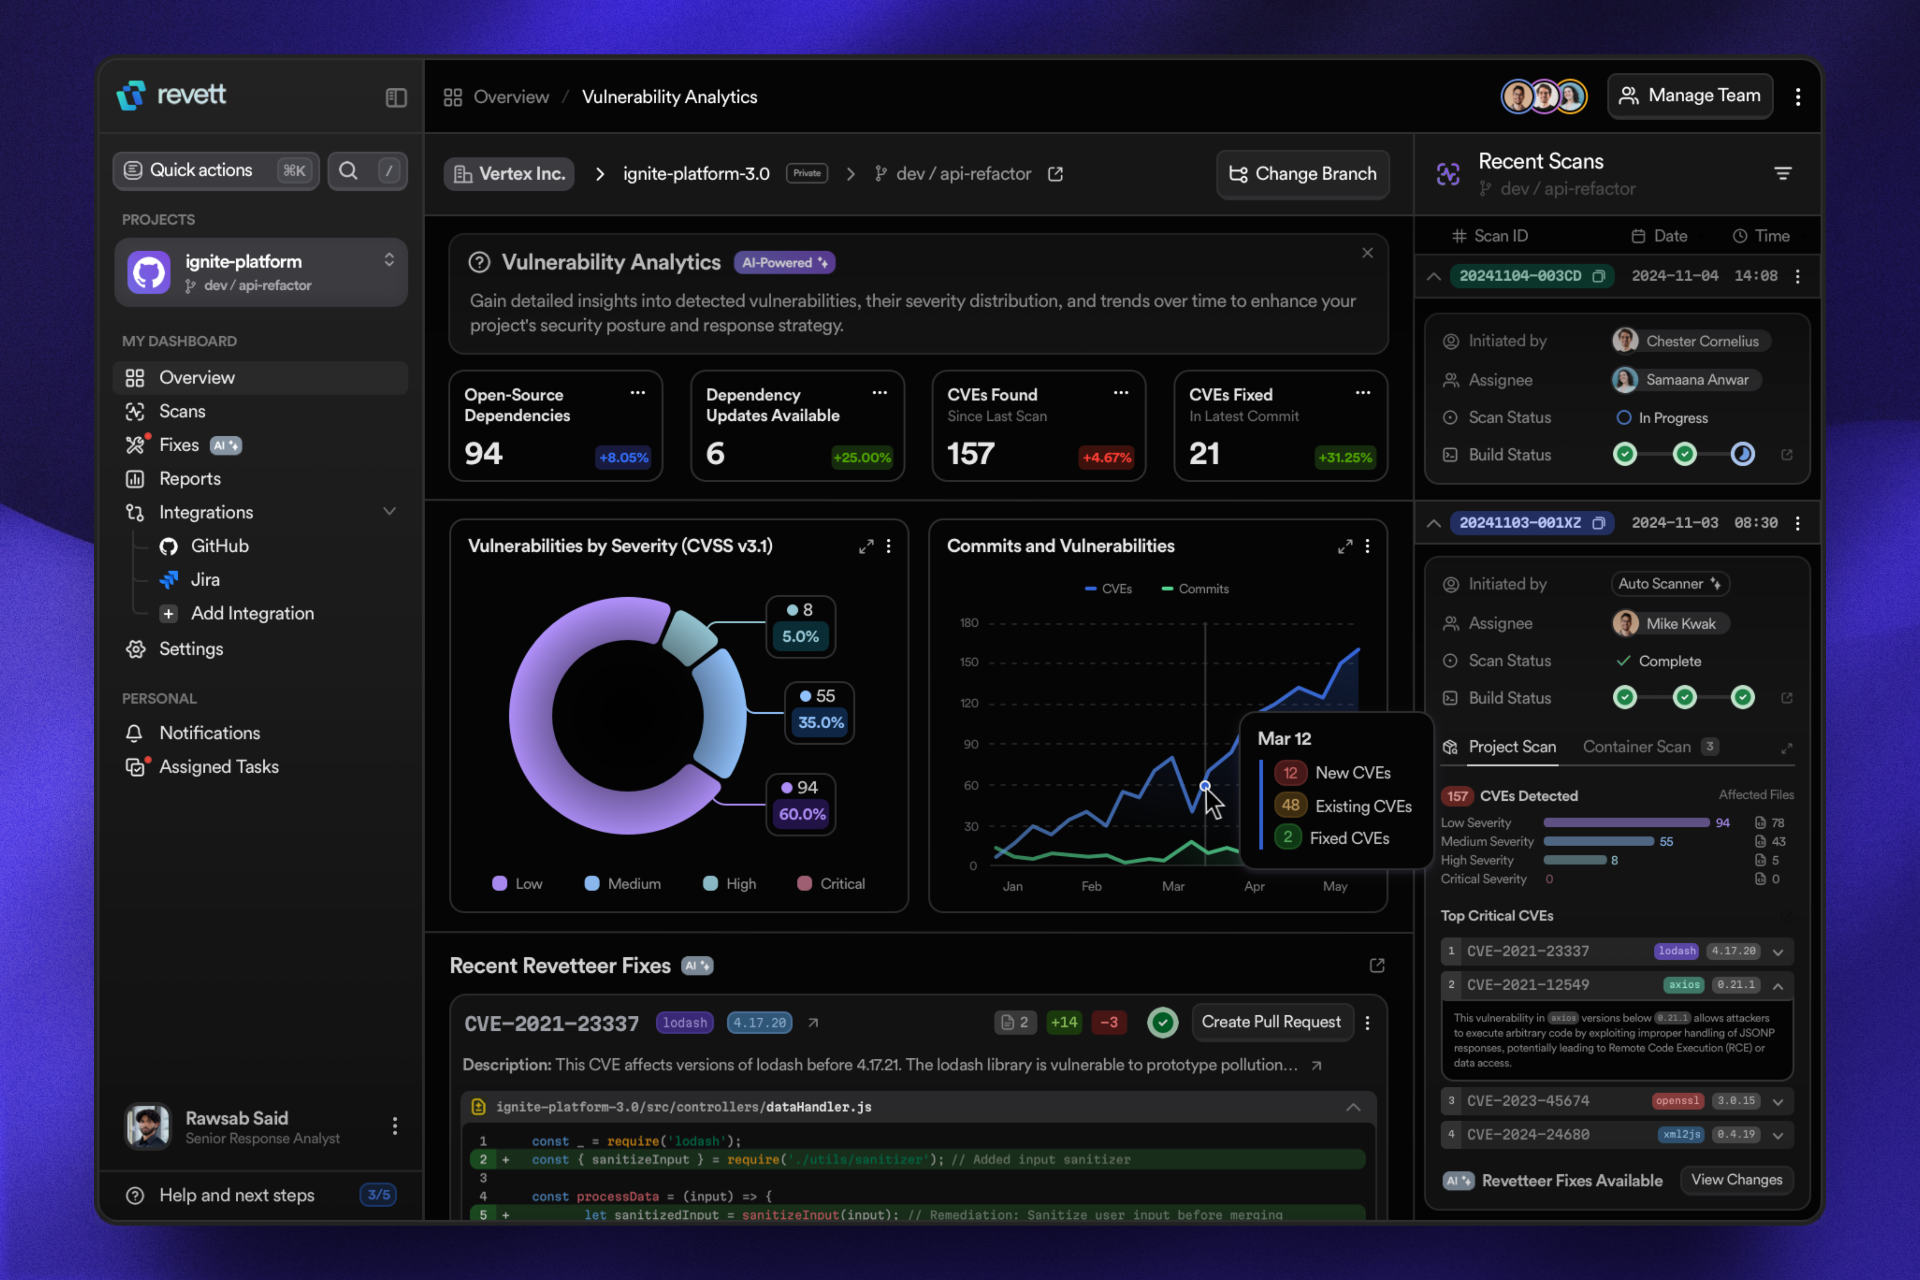 revett
Quick actions
⌘K
/
PROJECTS
ignite-platform
dev / api-refactor
MY DASHBOARD
Overview
Scans
Fixes
AI
Reports
Integrations
GitHub
Jira
Add Integration
Settings
PERSONAL
Notifications
Assigned Tasks
Rawsab Said
Senior Response Analyst
Help and next steps
3/5
Overview / Vulnerability Analytics
Manage Team
Vertex Inc.
ignite-platform-3.0
Private
dev / api-refactor
Change Branch
Vulnerability Analytics
AI-Powered
Gain detailed insights into detected vulnerabilities, their severity distribution, and trends over time to enhance your
project's security posture and response strategy.
Open-Source
Dependencies
94
+8.05%
Dependency
Updates Available
6
+25.00%
CVEs Found
Since Last Scan
157
+4.67%
CVEs Fixed
In Latest Commit
21
+31.25%
Vulnerabilities by Severity (CVSS v3.1)
8
5.0%
55
35.0%
94
60.0%
Low
Medium
High
Critical
Commits and Vulnerabilities
CVEs
Commits
180
150
120
90
60
30
0
Jan
Feb
Mar
Apr
May
Mar 12
12 New CVEs
48 Existing CVEs
2 Fixed CVEs
Recent Revetteer Fixes
AI
CVE-2021-23337
lodash
4.17.20
2
+14
-3
Create Pull Request
Description: This CVE affects versions of lodash before 4.17.21. The lodash library is vulnerable to prototype pollution...
ignite-platform-3.0/src/controllers/dataHandler.js
1 const _ = require('lodash');
2 + const { sanitizeInput } = require('./utils/sanitizer'); // Added input sanitizer
3
4 const processData = (input) => {
5 + let sanitizedInput = sanitizeInput(input); // Remediation: Sanitize user input before merging
Recent Scans
dev / api-refactor
# Scan ID
Date
Time
20241104-003CD
2024-11-04
14:08
Initiated by
Chester Cornelius
Assignee
Samaana Anwar
Scan Status
In Progress
Build Status
20241103-001XZ
2024-11-03
08:30
Initiated by
Auto Scanner
Assignee
Mike Kwak
Scan Status
Complete
Build Status
Project Scan
Container Scan 3
157 CVEs Detected
Affected Files
Low Severity 94 78
Medium Severity 55 43
High Severity 8 5
Critical Severity 0 0
Top Critical CVEs
1 CVE-2021-23337 lodash 4.17.20
2 CVE-2021-12549 axios 0.21.1
This vulnerability in axios versions below 0.21.1 allows attackers
to execute arbitrary code by exploiting improper handling of JSONP
responses, potentially leading to Remote Code Execution (RCE) or
data access.
3 CVE-2023-45674 openssl 3.0.15
4 CVE-2024-24680 xml2js 0.4.19
AI Revetteer Fixes Available
View Changes